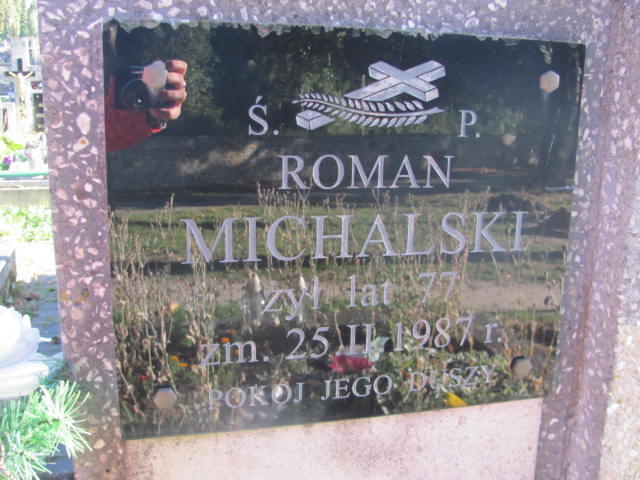 Ś. P.
ROMAN
MICHALSKI
żył lat 77
zm. 25 II.1987 r.
POKÓJ JEGO DUSZY